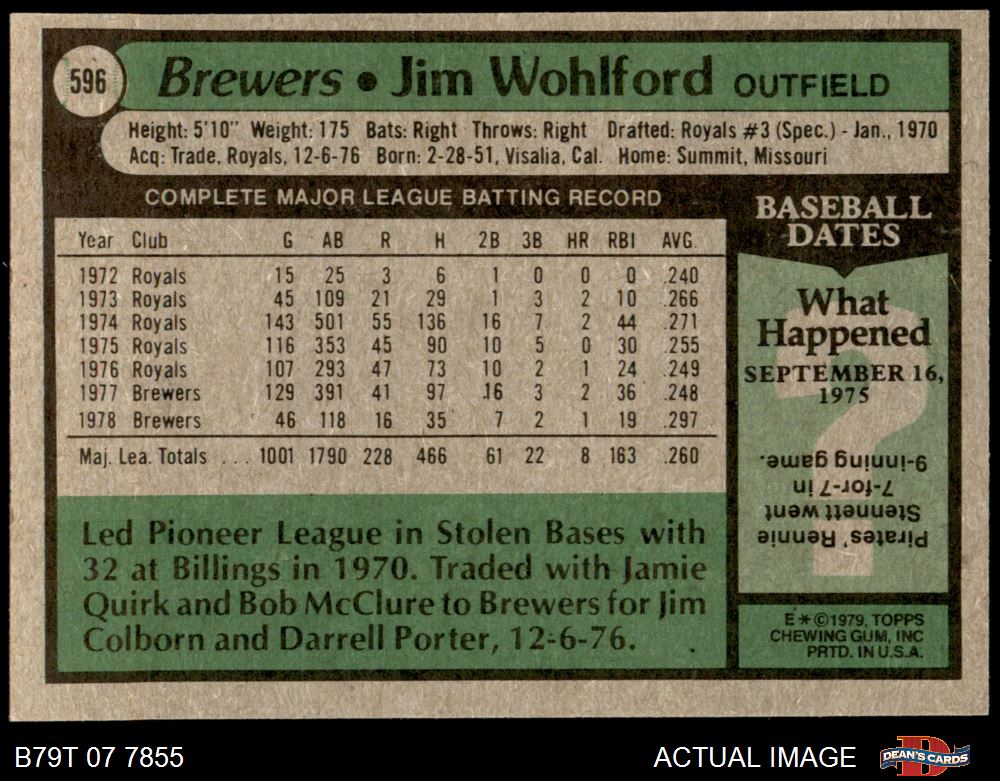 596
Brewers • Jim Wohlford OUTFIELD
Height: 5'10" Weight: 175 Bats: Right Throws: Right Drafted: Royals #3 (Spec.) - Jan., 1970
Acq: Trade, Royals, 12-6-76 Born: 2-28-51, Visalia, Cal. Home: Summit, Missouri
COMPLETE MAJOR LEAGUE BATTING RECORD
Year Club G AB R H 2B 3B HR RBI AVG.
1972 Royals 15 25 3 6 1 0 0 0 .240
1973 Royals 45 109 21 29 1 3 2 10 .266
1974 Royals 143 501 55 136 16 7 2 44 .271
1975 Royals 116 353 45 90 10 5 0 30 .255
1976 Royals 107 293 47 73 10 2 1 24 .249
1977 Brewers 129 391 41 97 16 3 2 36 .248
1978 Brewers 46 118 16 35 7 2 1 19 .297
Maj. Lea. Totals ... 1001 1790 228 466 61 22 8 163 .260
Led Pioneer League in Stolen Bases with
32 at Billings in 1970. Traded with Jamie
Quirk and Bob McClure to Brewers for Jim
Colborn and Darrell Porter, 12-6-76.
BASEBALL
DATES
What
Happened
SEPTEMBER 16,
1975
?
Pirates' Rennie
Stennett went
7-for-7 in
9-inning game.
E*©1979, TOPPS
CHEWING GUM, INC
PRTD. IN U.S.A.
B79T 07 7855
ACTUAL IMAGE
D
DEAN'S CARDS